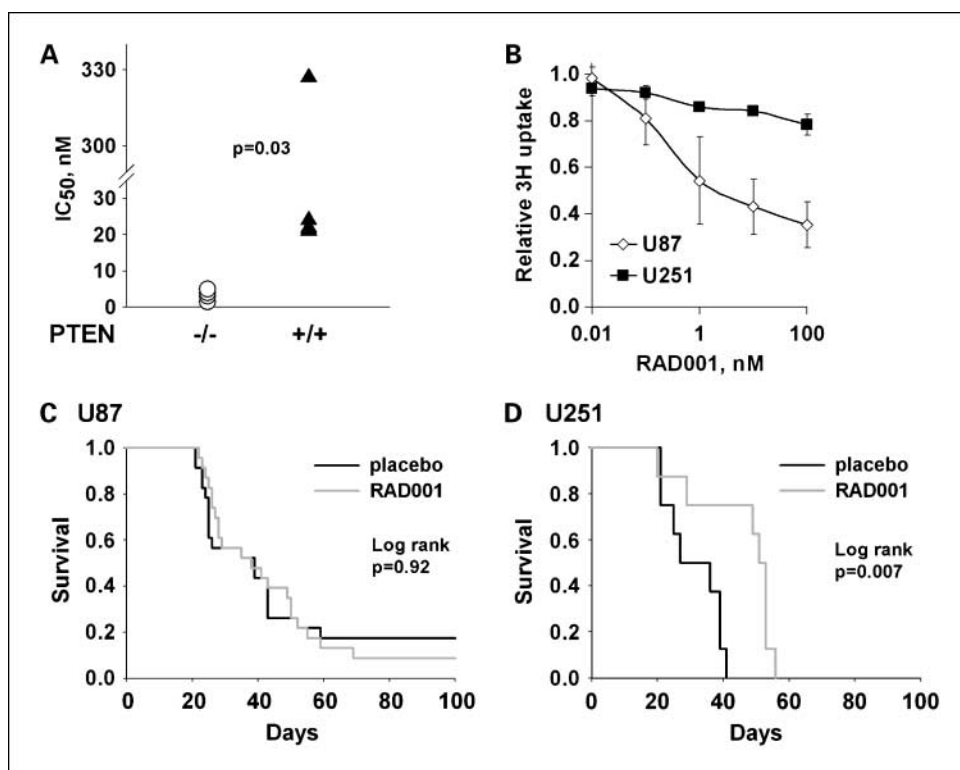 A
330
300
30
20
10
0
IC50, nM
p=0.03
PTEN -/- +/+
B
1.0
0.8
0.6
0.4
0.2
0.0
Relative 3H uptake
U87
U251
0.01 1 100
RAD001, nM
C U87
1.0
0.8
0.6
0.4
0.2
0.0
Survival
placebo
RAD001
Log rank
p=0.92
0 20 40 60 80 100
Days
D U251
1.0
0.8
0.6
0.4
0.2
0.0
Survival
placebo
RAD001
Log rank
p=0.007
0 20 40 60 80 100
Days